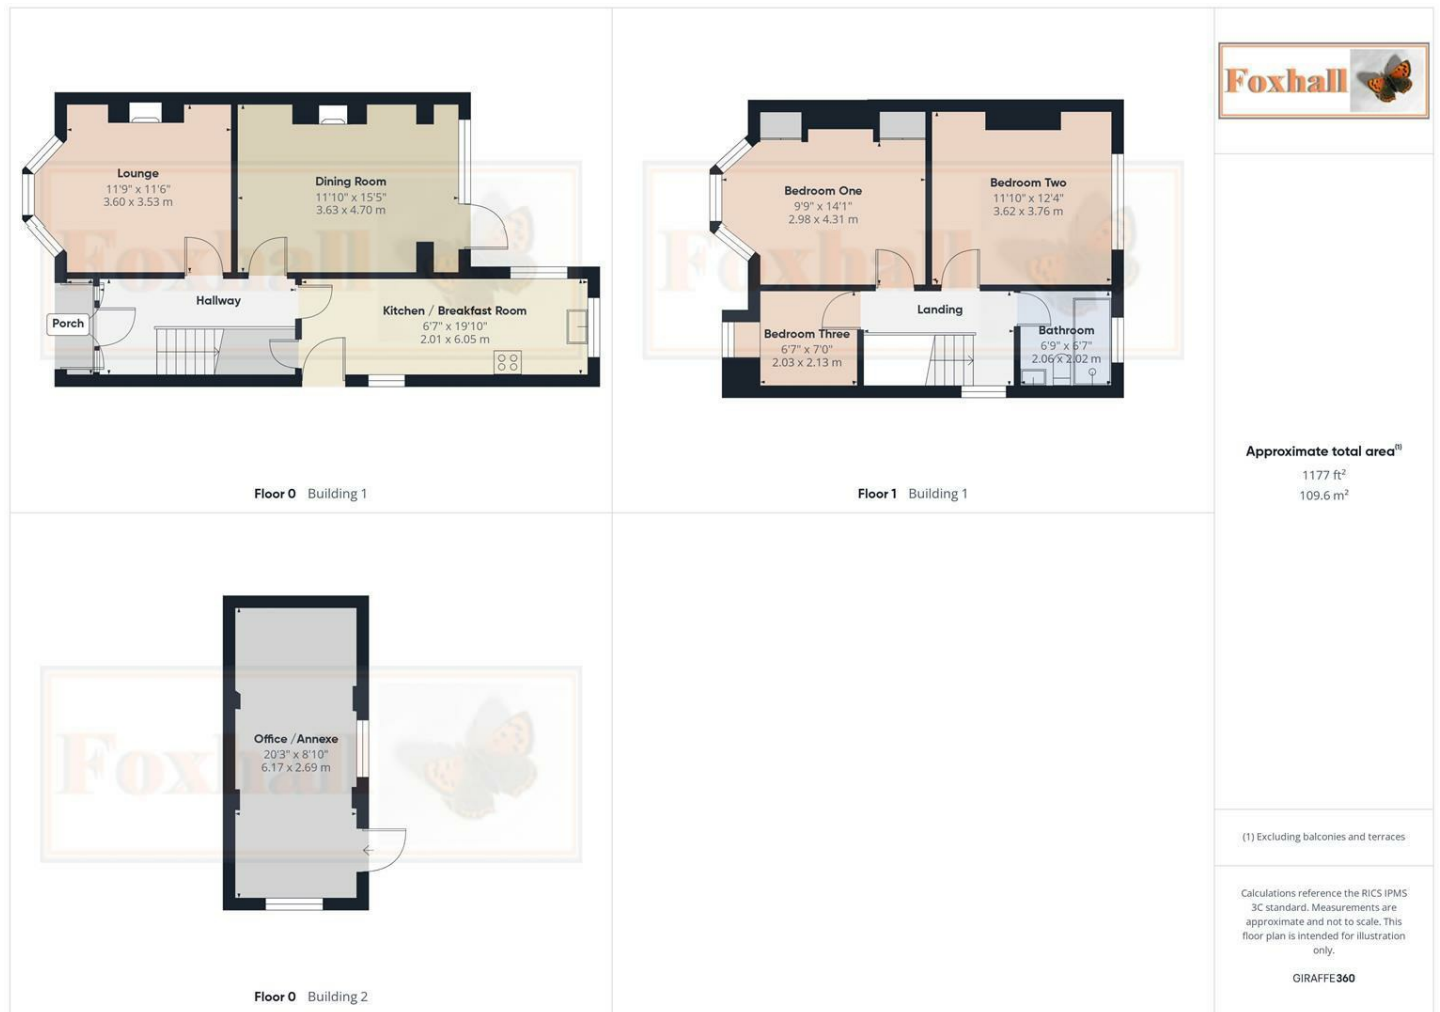 Foxhall
Lounge
11'9" x 11'6"
3.60 x 3.53 m
Dining Room
11'10" x 15'5"
3.63 x 4.70 m
Hallway
Porch
Kitchen / Breakfast Room
6'7" x 19'10"
2.01 x 6.05 m
Foxhall
Floor 0 Building 1
Bedroom One
9'9" x 14'1"
2.98 x 4.31 m
Bedroom Two
11'10" x 12'4"
3.62 x 3.76 m
Landing
Bedroom Three
6'7" x 7'0"
2.03 x 2.13 m
Bathroom
6'9" x 6'7"
2.06 x 2.02 m
Foxhall
Floor 1 Building 1
Office / Annexe
20'3" x 8'10"
6.17 x 2.69 m
Foxhall
Floor 0 Building 2
Approximate total area(1)
1177 ft²
109.6 m²
(1) Excluding balconies and terraces
Calculations reference the RICS IPMS
3C standard. Measurements are
approximate and not to scale. This
floor plan is intended for illustration
only.
GIRAFFE360